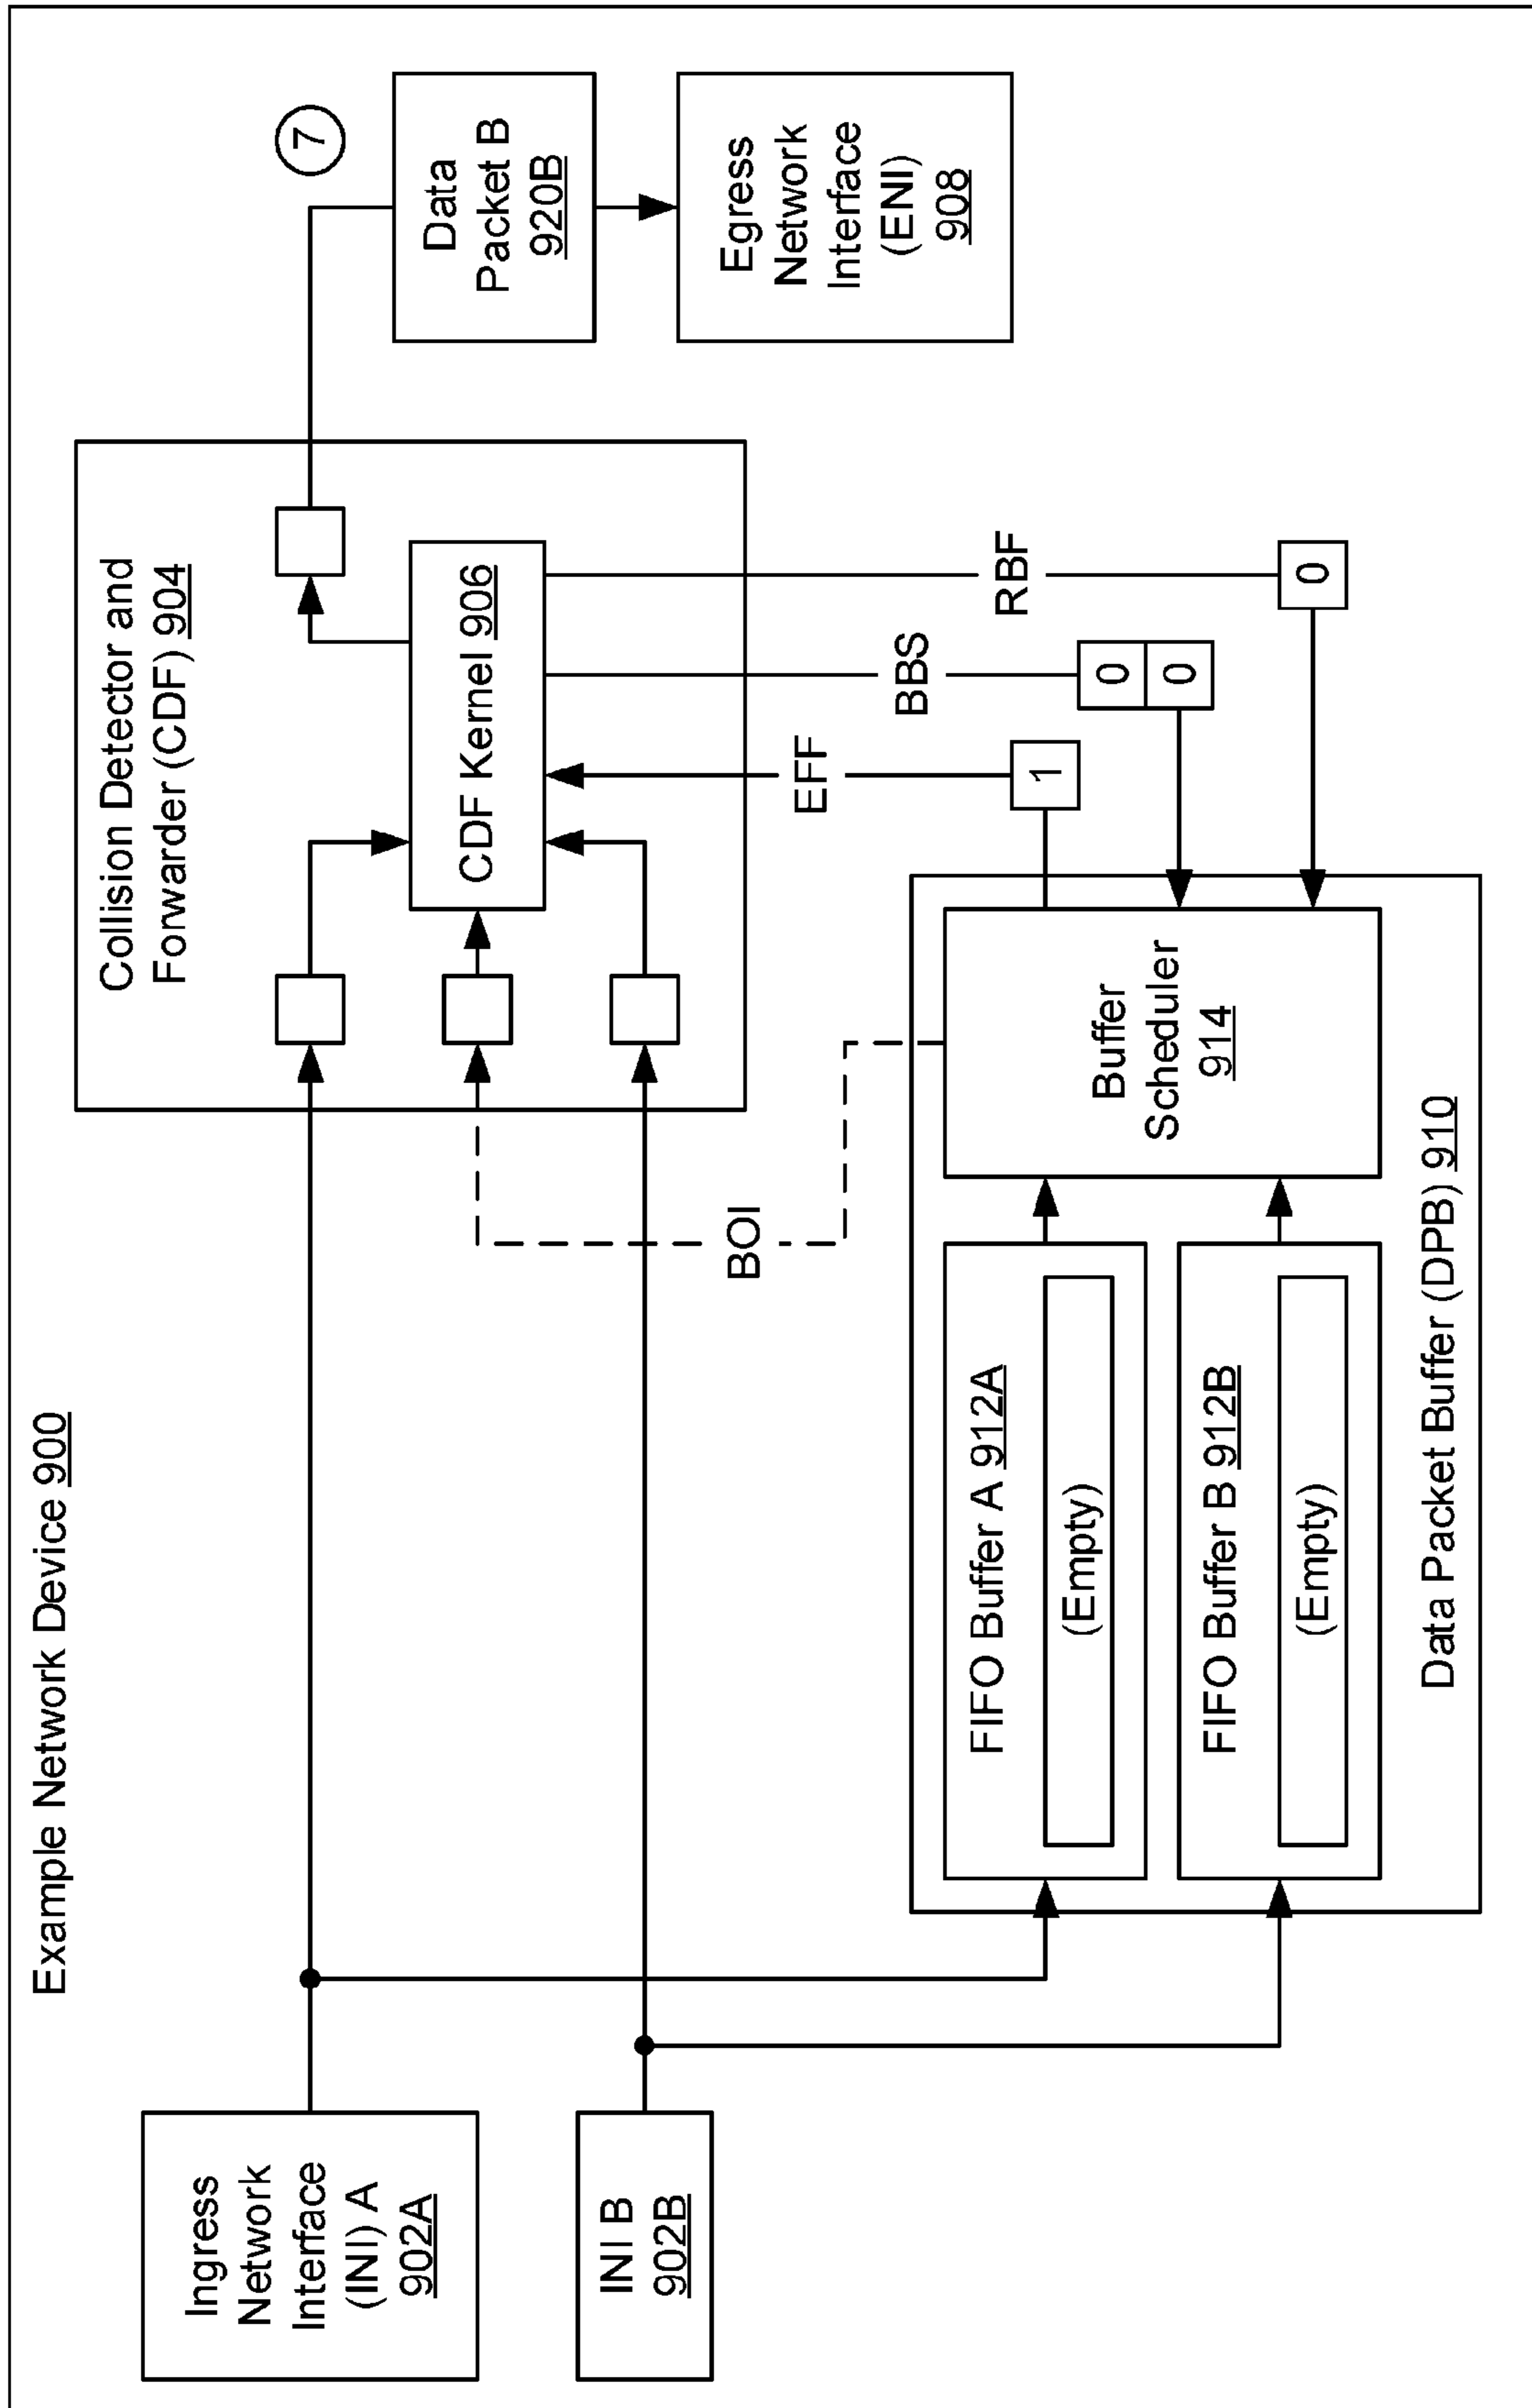 Example Network Device 900
Ingress
Network
Interface
(INI) A
902A
INI B
902B
Collision Detector and
Forwarder (CDF) 904
CDF Kernel 906
7
Data
Packet B
920B
Egress
Network
Interface
(ENI)
908
BOI
EFF
BBS
RBF
1
0
0
0
FIFO Buffer A 912A
(Empty)
FIFO Buffer B 912B
(Empty)
Buffer
Scheduler
914
Data Packet Buffer (DPB) 910